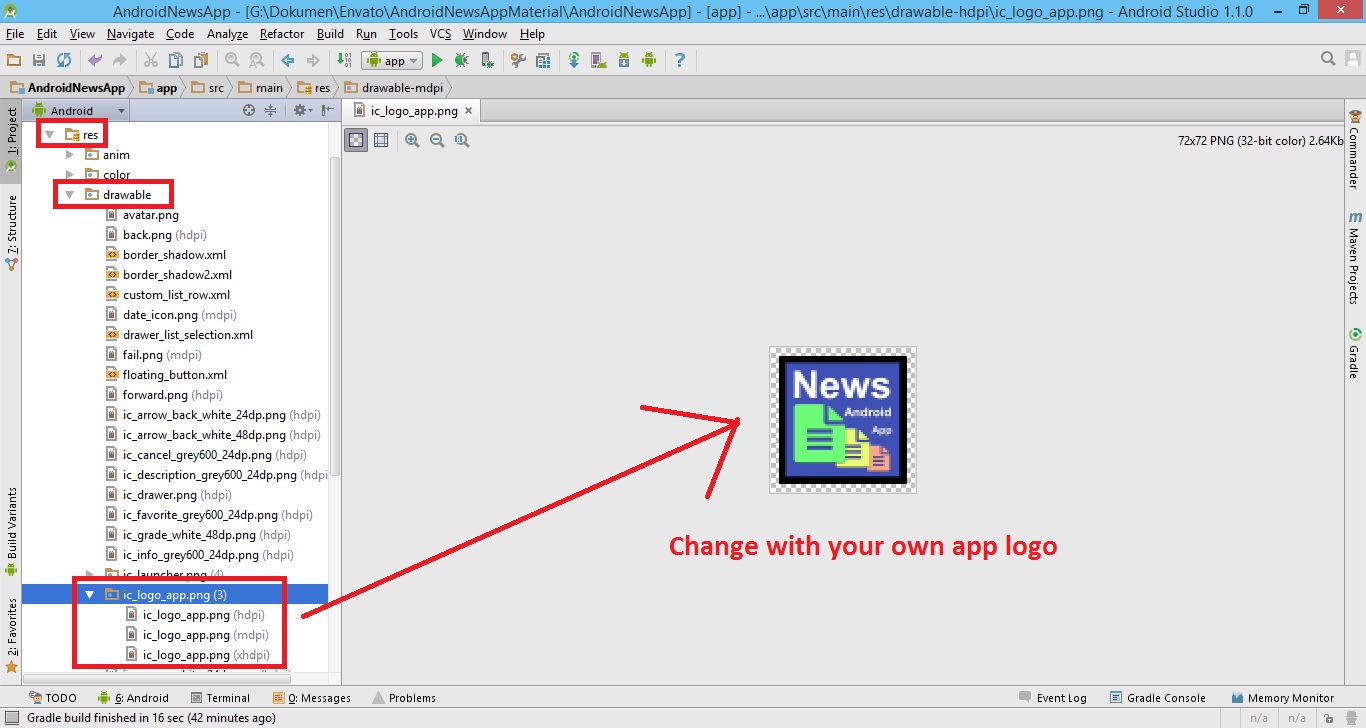 AndroidNewsApp - [G:\Dokumen\Envato\AndroidNewsAppMaterial\AndroidNewsApp] - [app] - ...\app\src\main\res\drawable-hdpi\ic_logo_app.png - Android Studio 1.1.0
File Edit View Navigate Code Analyze Refactor Build Run Tools VCS Window Help
app
AndroidNewsApp app src main res drawable-mdpi
1: Project
7: Structure
Build Variants
2: Favorites
Android
res
anim
color
drawable
avatar.png
back.png (hdpi)
border_shadow.xml
border_shadow2.xml
custom_list_row.xml
date_icon.png (mdpi)
drawer_list_selection.xml
fail.png (mdpi)
floating_button.xml
forward.png (hdpi)
ic_arrow_back_white_24dp.png (hdpi)
ic_arrow_back_white_48dp.png (hdpi)
ic_cancel_grey600_24dp.png (hdpi)
ic_description_grey600_24dp.png (hdpi
ic_drawer.png (hdpi)
ic_favorite_grey600_24dp.png (hdpi)
ic_grade_white_48dp.png (hdpi)
ic_info_grey600_24dp.png (hdpi)
ic_launcher.png (4)
ic_logo_app.png (3)
ic_logo_app.png (hdpi)
ic_logo_app.png (mdpi)
ic_logo_app.png (xhdpi)
ic_logo_app.png
72x72 PNG (32-bit color) 2.64Kb
News
Android
App
Change with your own app logo
Commander
m Maven Projects
Gradle
TODO 6: Android Terminal 0: Messages Problems Event Log Gradle Console Memory Monitor
Gradle build finished in 16 sec (42 minutes ago) n/a n/a